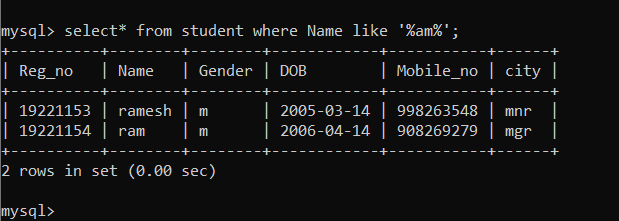 mysql> select* from student where Name like '%am%';
+----------+--------+--------+------------+-----------+------+
| Reg_no   | Name   | Gender | DOB        | Mobile_no | city |
+----------+--------+--------+------------+-----------+------+
| 19221153 | ramesh | m      | 2005-03-14 | 998263548 | mnr  |
| 19221154 | ram    | m      | 2006-04-14 | 908269279 | mgr  |
+----------+--------+--------+------------+-----------+------+
2 rows in set (0.00 sec)
mysql>